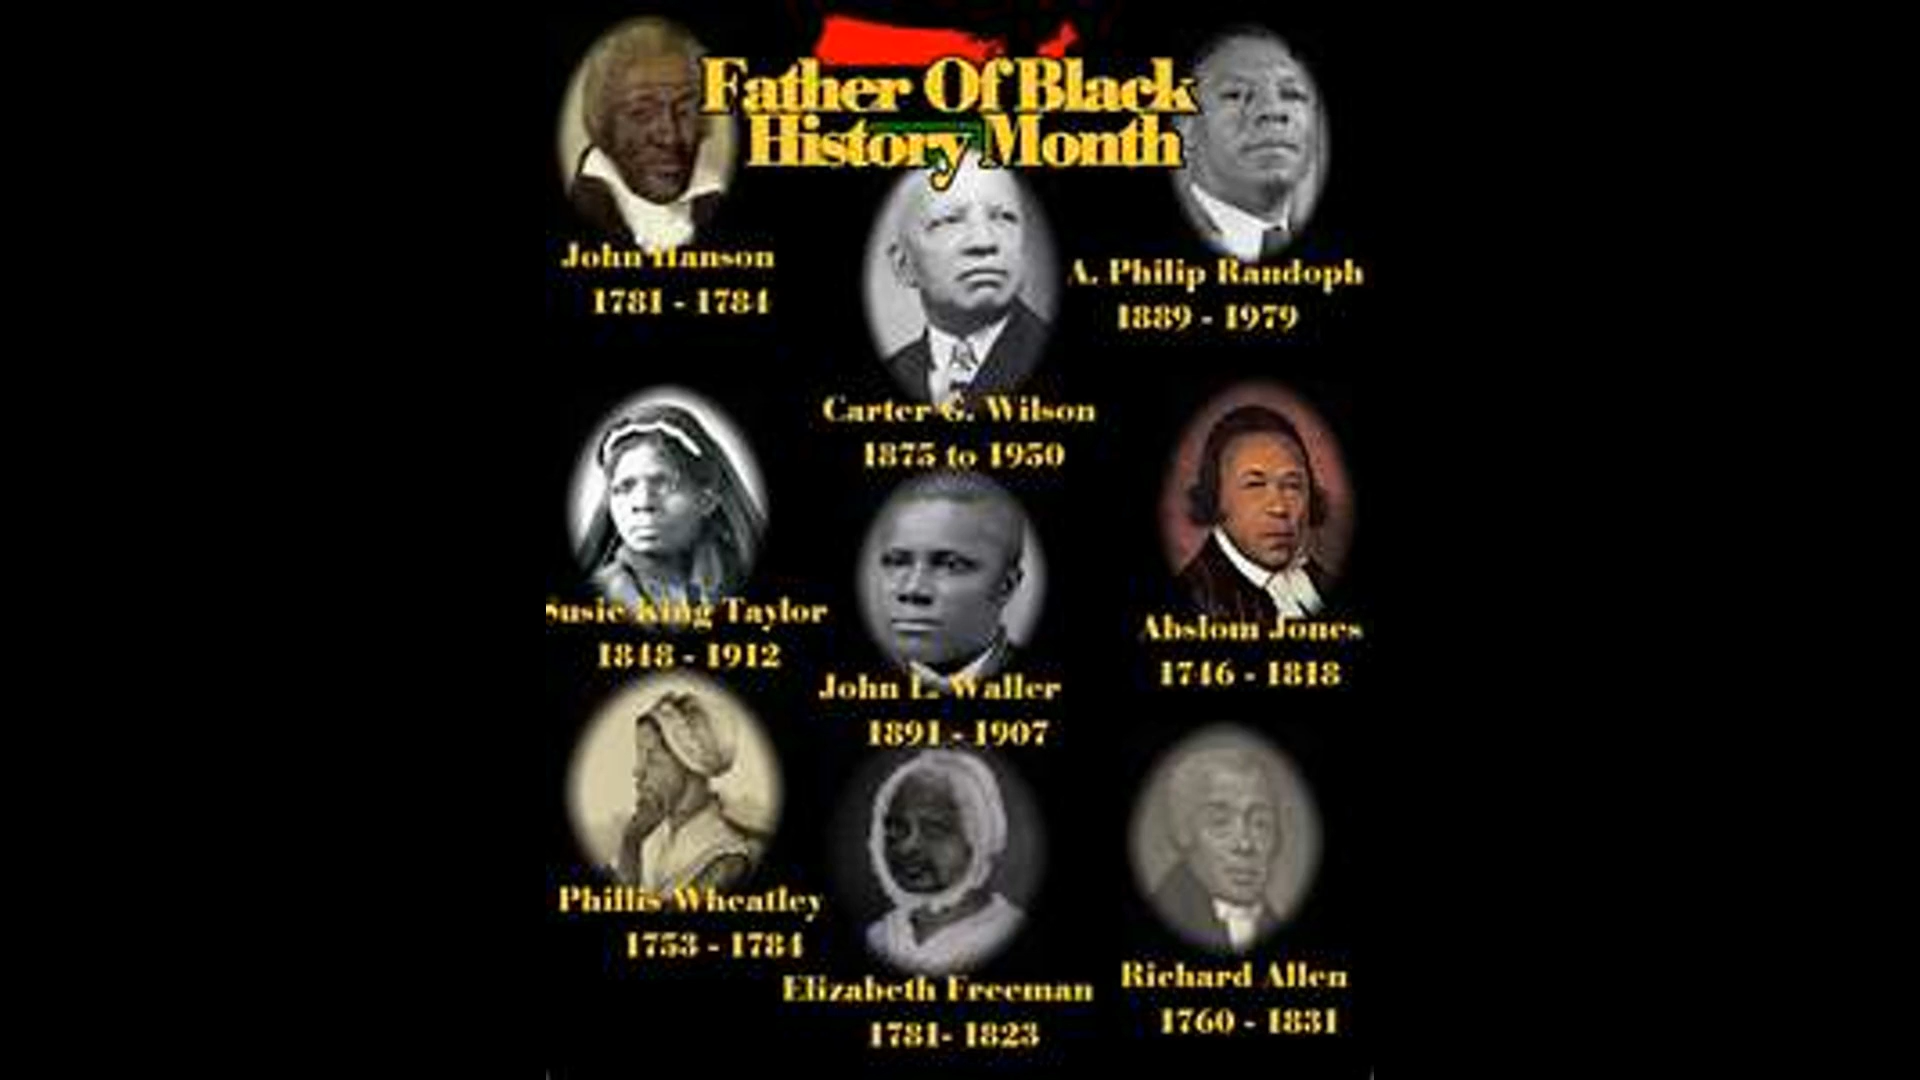 Father Of Black
History Month
John Hanson
1781 - 1784
A. Philip Randoph
1889 - 1979
Carter G. Wilson
1875 to 1950
Susie King Taylor
1848 - 1912
Abslom Jones
1746 - 1818
John L. Waller
1891 - 1907
Phillis Wheatley
1753 - 1784
Elizabeth Freeman
1781- 1823
Richard Allen
1760 - 1831